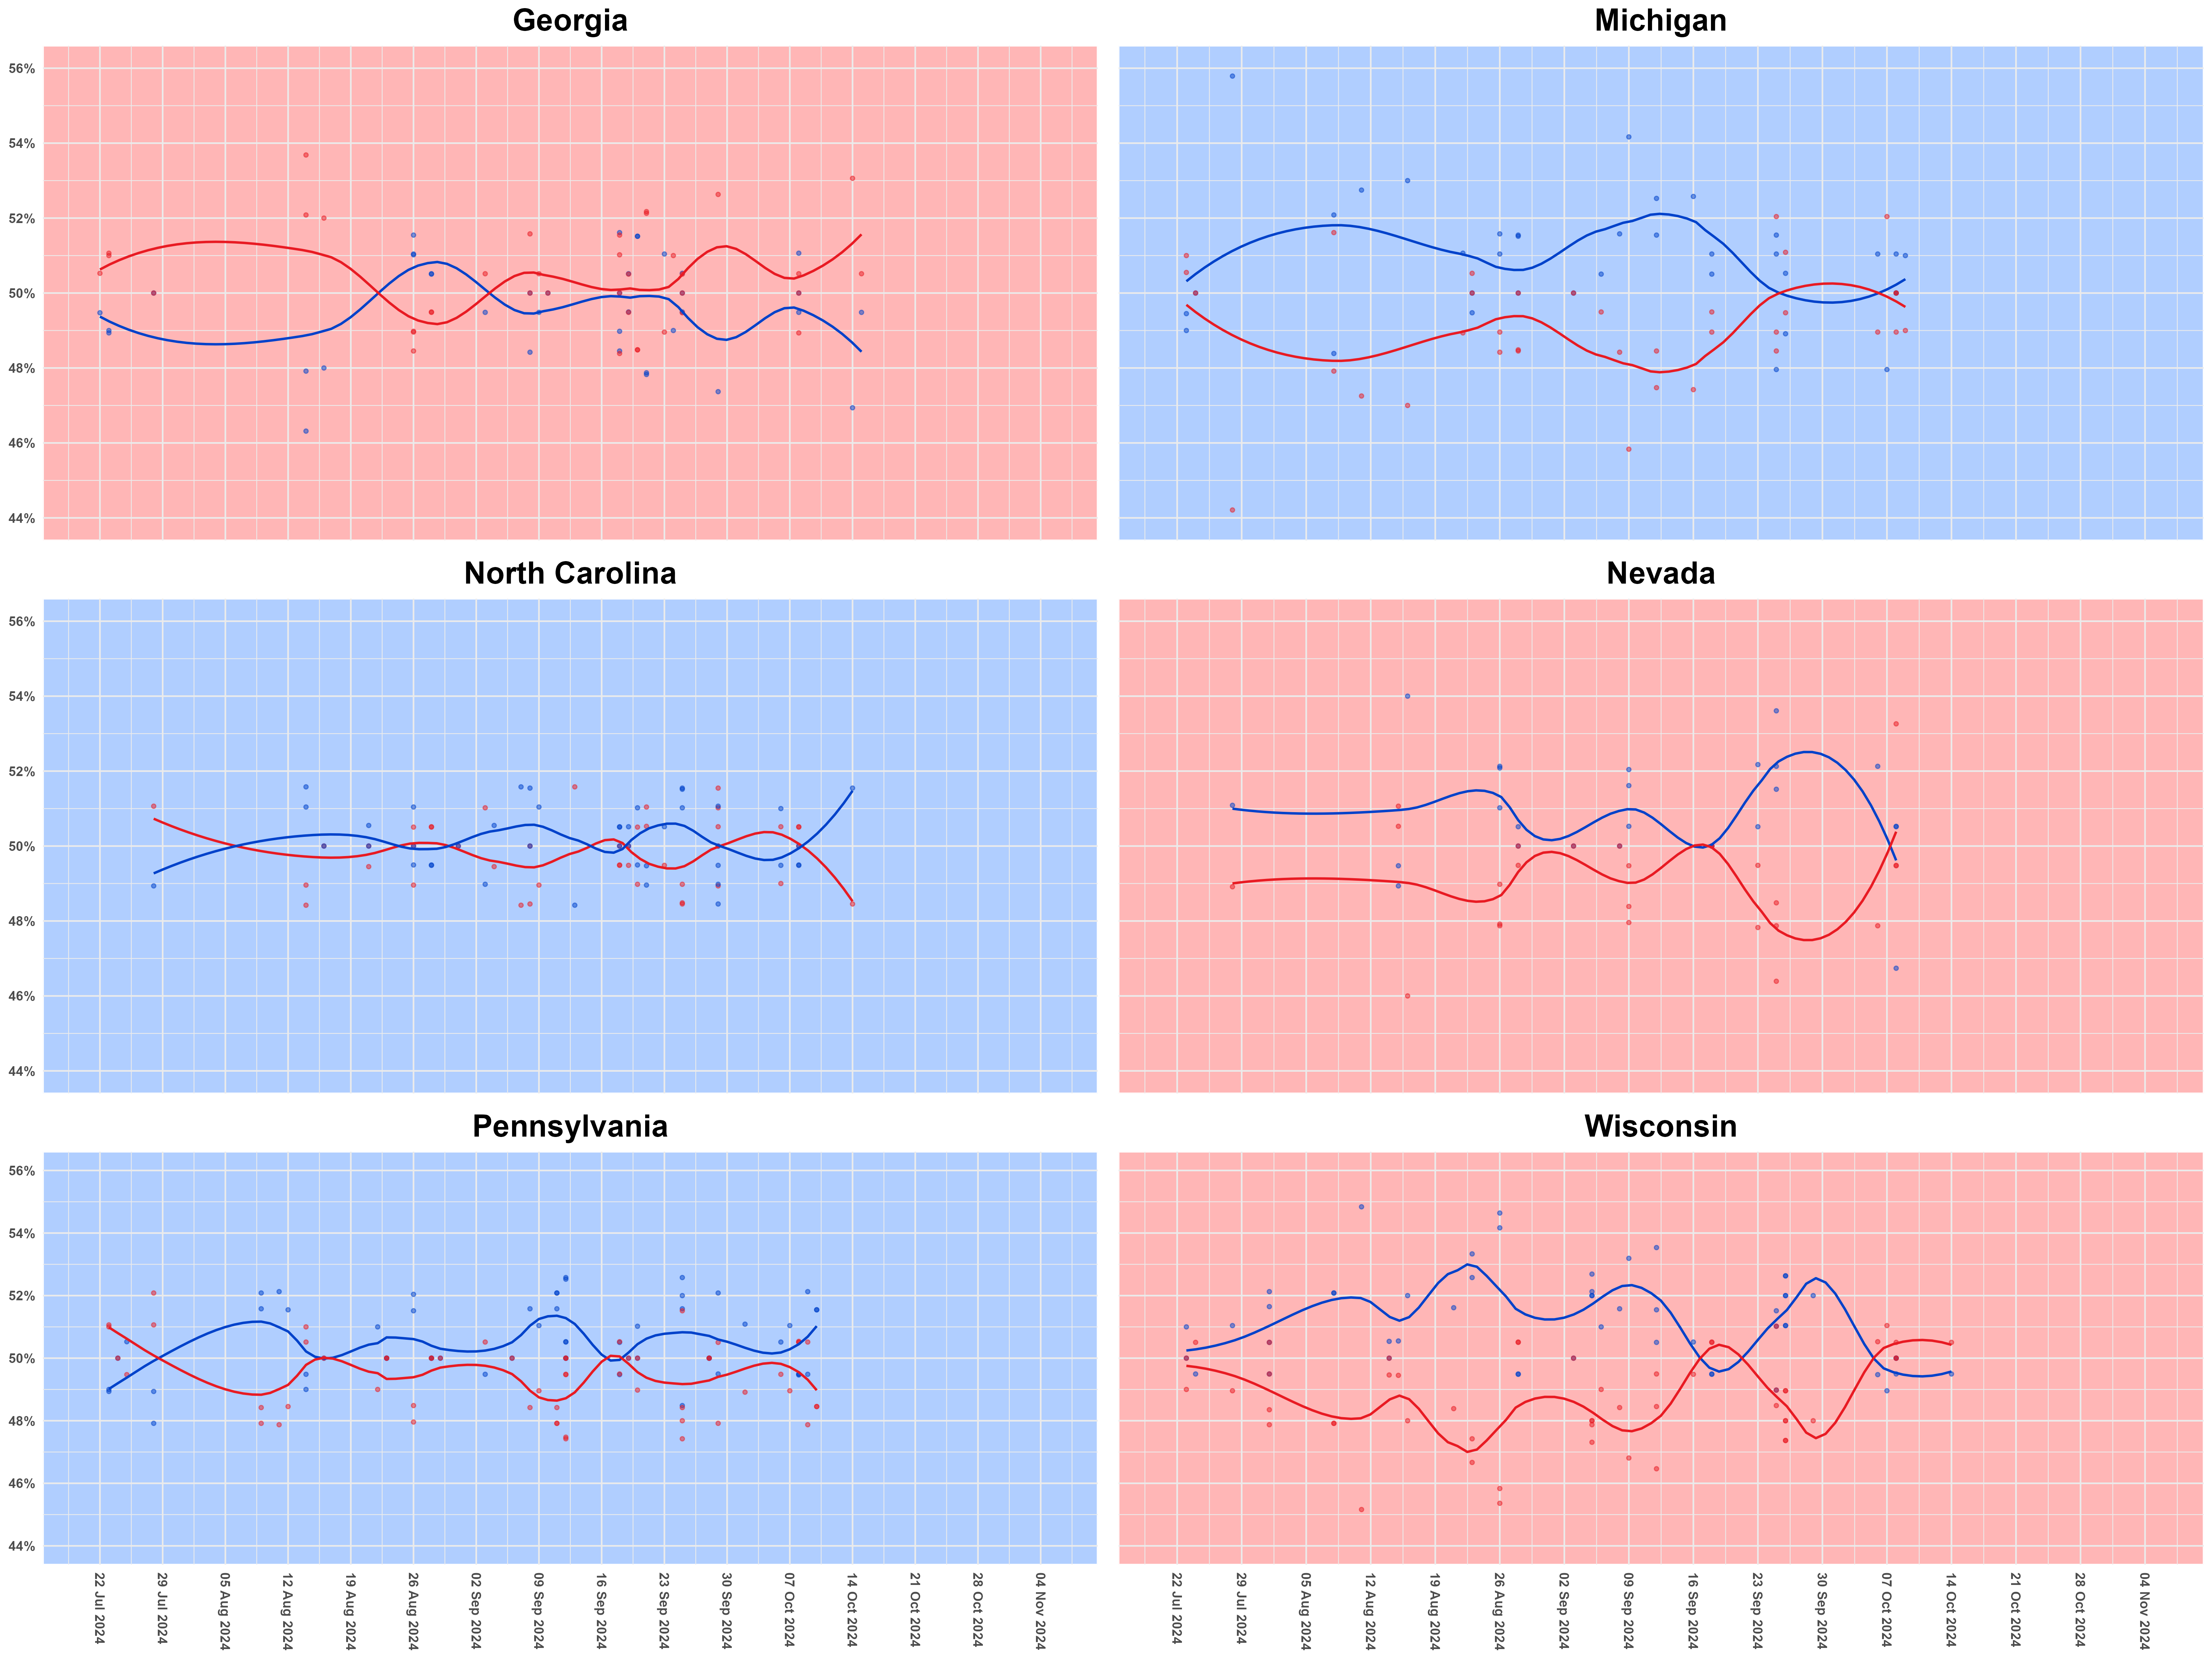 Georgia
Michigan
56%
54%
52%
50%
48%
46%
44%
North Carolina
Nevada
56%
54%
52%
50%
48%
46%
44%
Pennsylvania
Wisconsin
56%
54%
52%
50%
48%
46%
44%
22 Jul 2024
29 Jul 2024
05 Aug 2024
12 Aug 2024
19 Aug 2024
26 Aug 2024
02 Sep 2024
09 Sep 2024
16 Sep 2024
23 Sep 2024
30 Sep 2024
07 Oct 2024
14 Oct 2024
21 Oct 2024
28 Oct 2024
04 Nov 2024
22 Jul 2024
29 Jul 2024
05 Aug 2024
12 Aug 2024
19 Aug 2024
26 Aug 2024
02 Sep 2024
09 Sep 2024
16 Sep 2024
23 Sep 2024
30 Sep 2024
07 Oct 2024
14 Oct 2024
21 Oct 2024
28 Oct 2024
04 Nov 2024